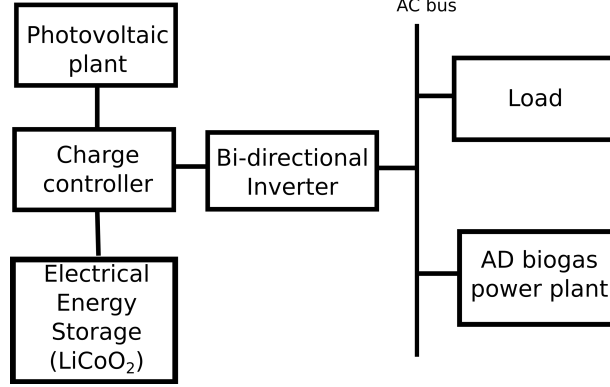 AC bus
Photovoltaic
plant
Load
Charge
controller
Bi-directional
Inverter
Electrical
Energy
Storage
(LiCoO₂)
AD biogas
power plant